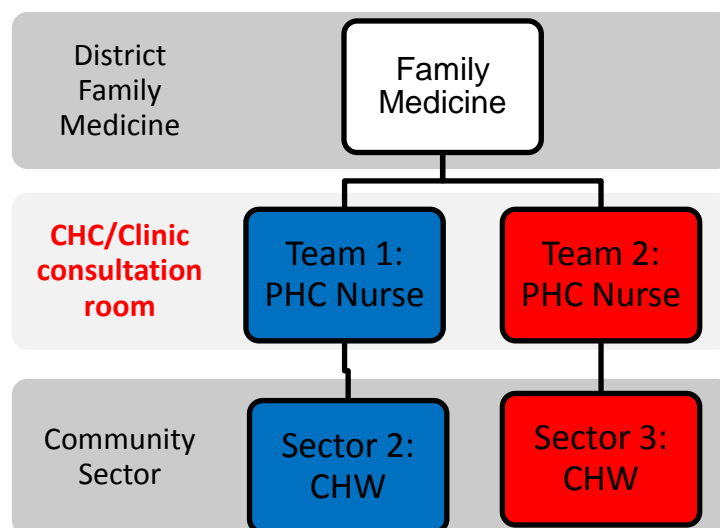 District
Family
Medicine
Family
Medicine
CHC/Clinic
consultation
room
Team 1:
PHC Nurse
Team 2:
PHC Nurse
Community
Sector
Sector 2:
CHW
Sector 3:
CHW